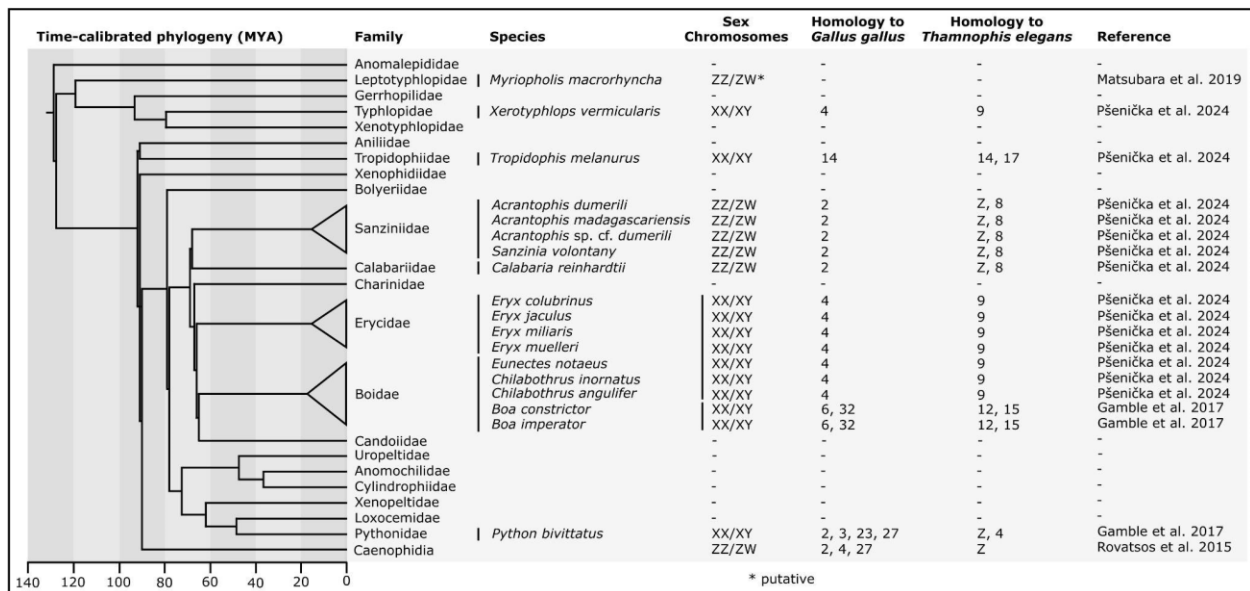 Time-calibrated phylogeny (MYA) Family Species Sex Chromosomes Homology to Gallus gallus Homology to Thamnophis elegans Reference
Anomalepididae - - - -
Leptotyphlopidae Myriopholis macrorhyncha ZZ/ZW* - - Matsubara et al. 2019
Gerrhopilidae - - - -
Typhlopidae Xerotyphlops vermicularis XX/XY 4 9 Pšenička et al. 2024
Xenotyphlopidae - - - -
Aniliidae - - - -
Tropidophiidae Tropidophis melanurus XX/XY 14 14, 17 Pšenička et al. 2024
Xenophidiidae - - - -
Bolyeriidae - - - -
Sanziniidae
Acrantophis dumerili ZZ/ZW 2 Z, 8 Pšenička et al. 2024
Acrantophis madagascariensis ZZ/ZW 2 Z, 8 Pšenička et al. 2024
Acrantophis sp. cf. dumerili ZZ/ZW 2 Z, 8 Pšenička et al. 2024
Sanzinia volontany ZZ/ZW 2 Z, 8 Pšenička et al. 2024
Calabariidae Calabaria reinhardtii ZZ/ZW 2 Z, 8 Pšenička et al. 2024
Charinidae - - - -
Erycidae
Eryx colubrinus XX/XY 4 9 Pšenička et al. 2024
Eryx jaculus XX/XY 4 9 Pšenička et al. 2024
Eryx miliaris XX/XY 4 9 Pšenička et al. 2024
Eryx muelleri XX/XY 4 9 Pšenička et al. 2024
Boidae
Eunectes notaeus XX/XY 4 9 Pšenička et al. 2024
Chilabothrus inornatus XX/XY 4 9 Pšenička et al. 2024
Chilabothrus angulifer XX/XY 4 9 Pšenička et al. 2024
Boa constrictor XX/XY 6, 32 12, 15 Gamble et al. 2017
Boa imperator XX/XY 6, 32 12, 15 Gamble et al. 2017
Candoiidae - - - -
Uropeltidae - - - -
Anomochilidae - - - -
Cylindrophiidae - - - -
Xenopeltidae - - - -
Loxocemidae - - - -
Pythonidae Python bivittatus XX/XY 2, 3, 23, 27 Z, 4 Gamble et al. 2017
Caenophidia ZZ/ZW 2, 4, 27 Z Rovatsos et al. 2015
140 120 100 80 60 40 20 0
* putative